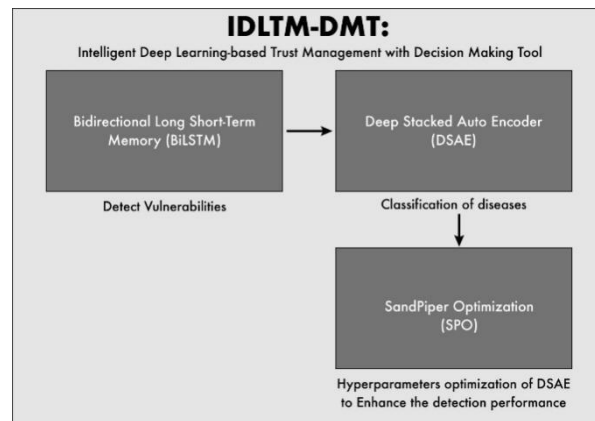 IDLTM-DMT:
Intelligent Deep Learning-based Trust Management with Decision Making Tool
Bidirectional Long Short-Term
Memory (BiLSTM)
Detect Vulnerabilities
Deep Stacked Auto Encoder
(DSAE)
Classification of diseases
SandPiper Optimization
(SPO)
Hyperparameters optimization of DSAE
to Enhance the detection performance